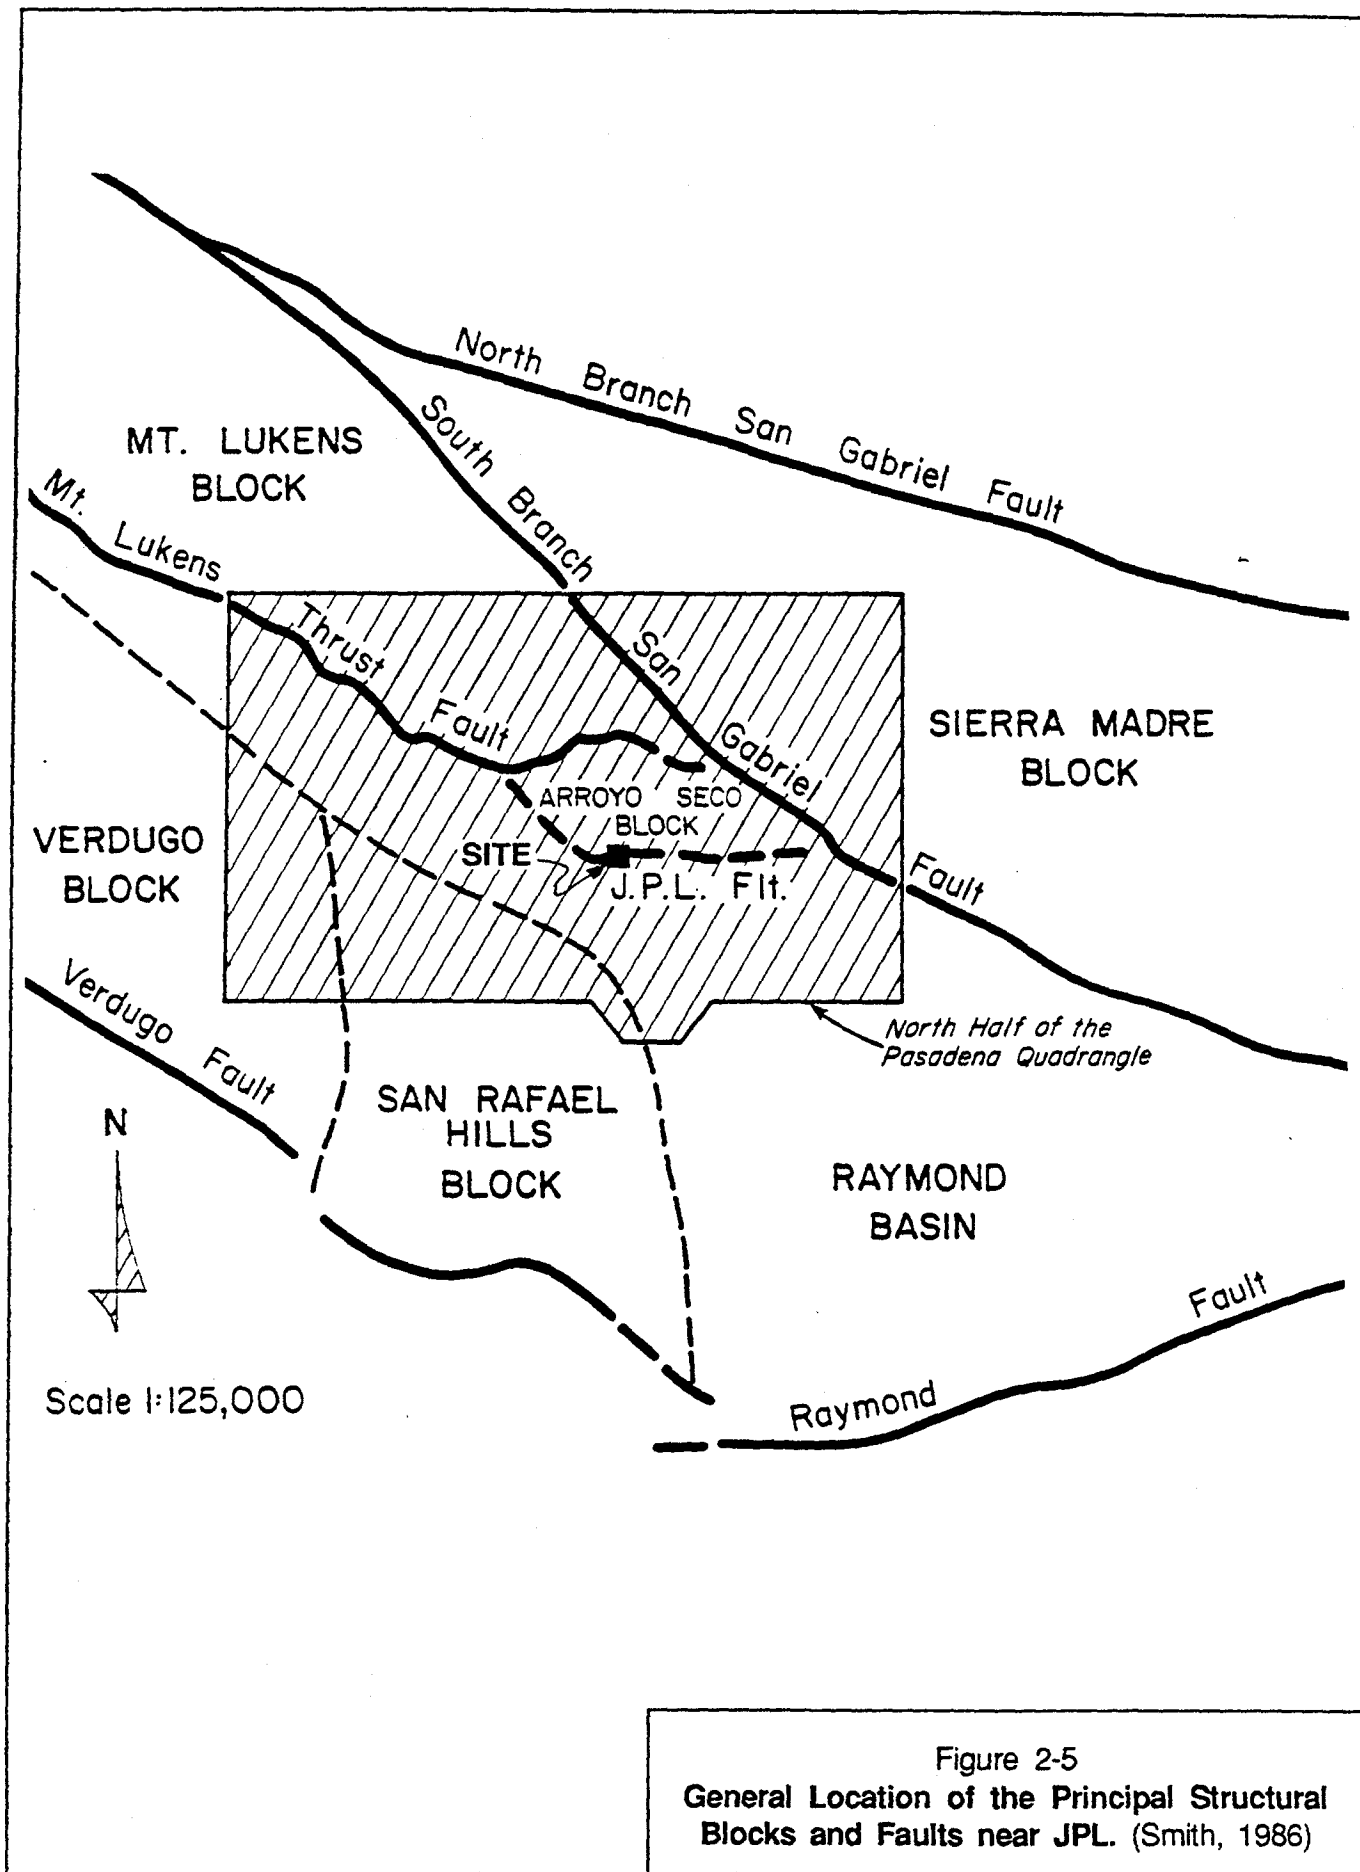 North Branch San Gabriel Fault
South Branch San Gabriel Fault
MT. LUKENS
BLOCK
Mt. Lukens Thrust Fault
SIERRA MADRE
BLOCK
ARROYO SECO
BLOCK
VERDUGO
BLOCK
SITE
J.P.L. Flt.
Verdugo Fault
North Half of the
Pasadena Quadrangle
SAN RAFAEL
HILLS
BLOCK
N
RAYMOND
BASIN
Raymond Fault
Scale 1:125,000
Figure 2-5
General Location of the Principal Structural
Blocks and Faults near JPL. (Smith, 1986)